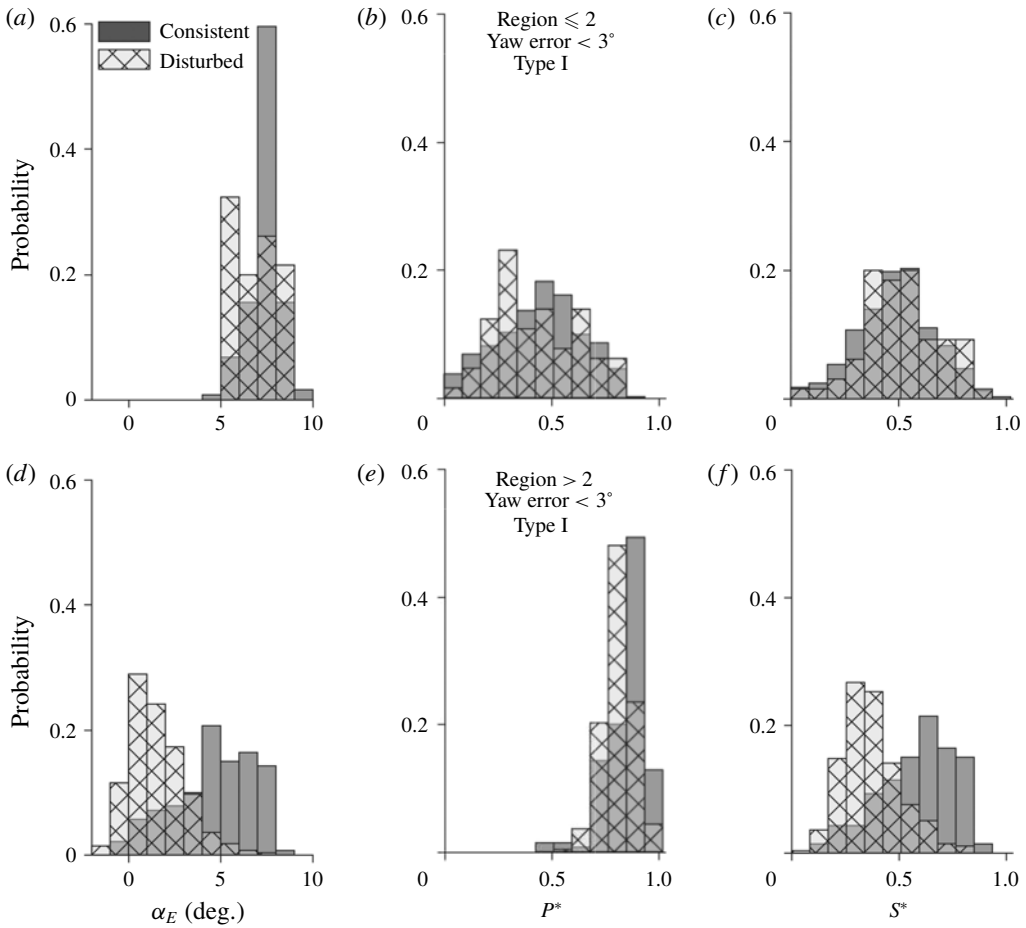 (a)
0.6
0.4
0.2
0
Probability
Consistent
Disturbed
0 5 10
(b)
0.6
0.4
0.2
0 0.5 1.0
Region ⩽ 2
Yaw error < 3°
Type I
(c)
0.6
0.4
0.2
0 0.5 1.0
(d)
0.6
0.4
0.2
0
Probability
0 5 10
α_E (deg.)
(e)
0.6
0.4
0.2
0 0.5 1.0
Region > 2
Yaw error < 3°
Type I
P*
(f)
0.6
0.4
0.2
0 0.5 1.0
S*